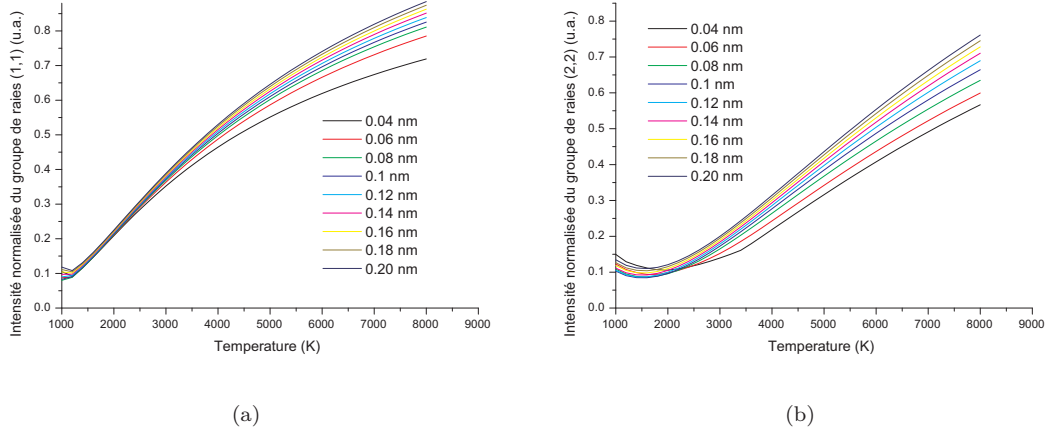 Intensité normalisée du groupe de raies (1,1) (u.a.)
0.8
0.7
0.6
0.5
0.4
0.3
0.2
0.1
0.0
1000 2000 3000 4000 5000 6000 7000 8000 9000
Temperature (K)
0.04 nm
0.06 nm
0.08 nm
0.1 nm
0.12 nm
0.14 nm
0.16 nm
0.18 nm
0.20 nm
(a)
Intensité normalisée du groupe de raies (2,2) (u.a.)
0.8
0.7
0.6
0.5
0.4
0.3
0.2
0.1
0.0
1000 2000 3000 4000 5000 6000 7000 8000 9000
Temperature (K)
0.04 nm
0.06 nm
0.08 nm
0.1 nm
0.12 nm
0.14 nm
0.16 nm
0.18 nm
0.20 nm
(b)